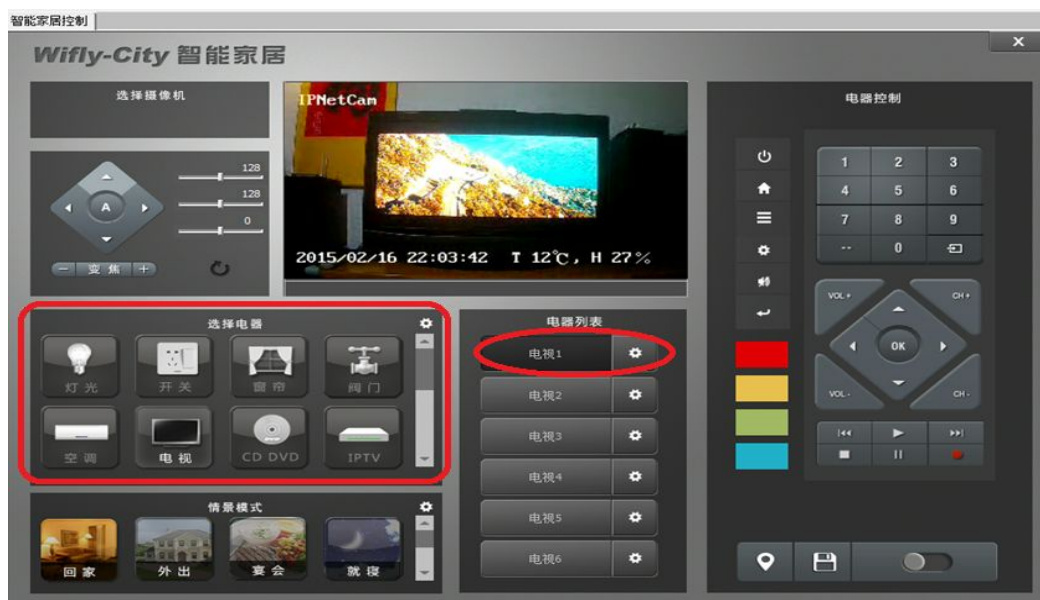 智能家居控制
Wifly-City 智能家居
选择摄像机
128
128
0
A
变焦
IPNetCam
2015/02/16 22:03:42 T 12℃, H 27%
选择电器
灯光 开关 窗帘 阀门
空调 电视 CD DVD IPTV
情景模式
回家 外出 宴会 就寝
电器列表
电视1
电视2
电视3
电视4
电视5
电视6
电器控制
1 2 3
4 5 6
7 8 9
-- 0
VOL+ CH+
OK
VOL- CH-